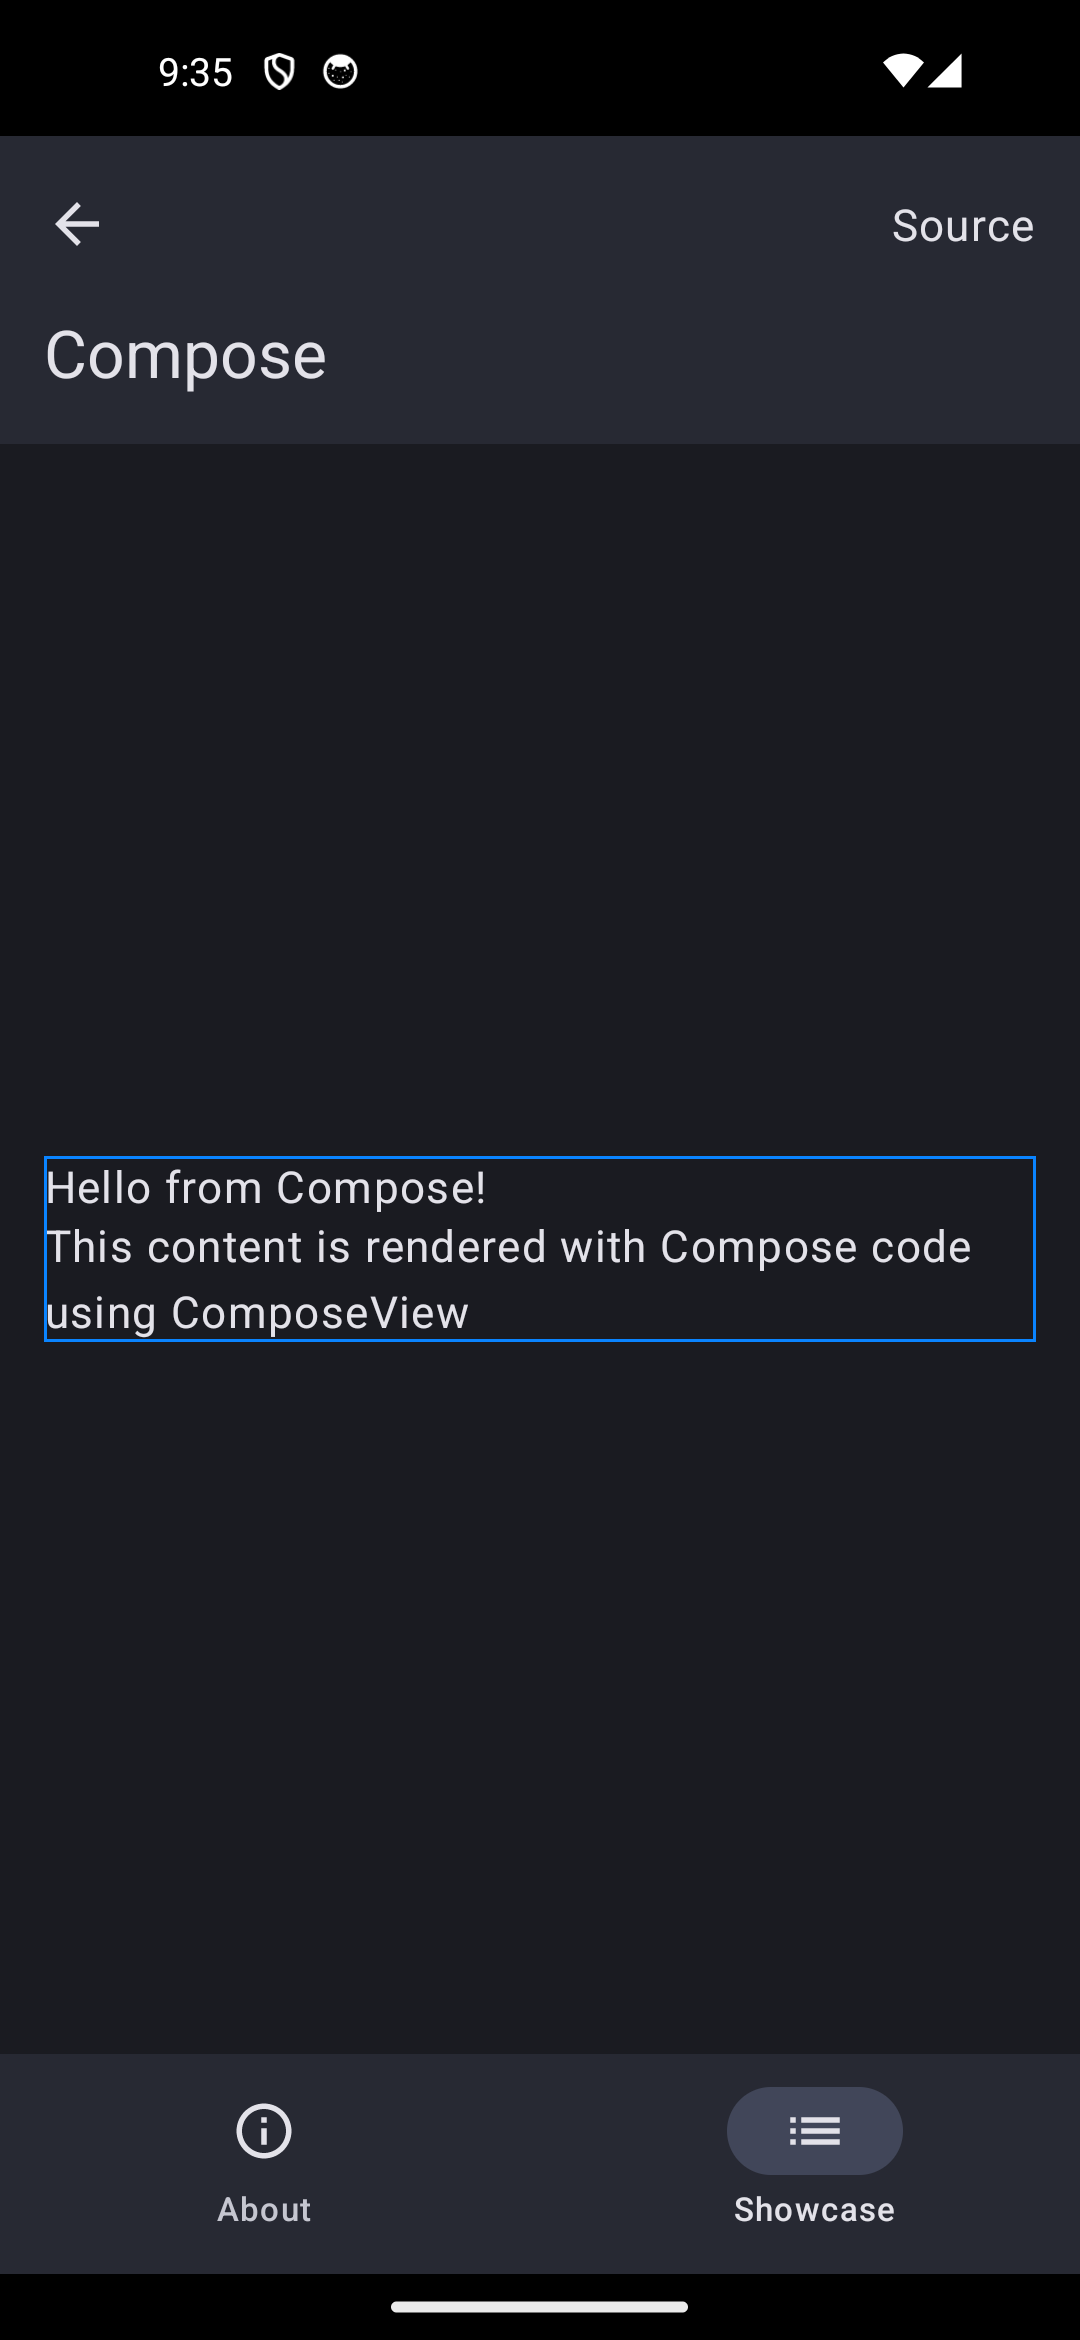 9:35
Source
Compose
Hello from Compose!
This content is rendered with Compose code
using ComposeView
About
Showcase